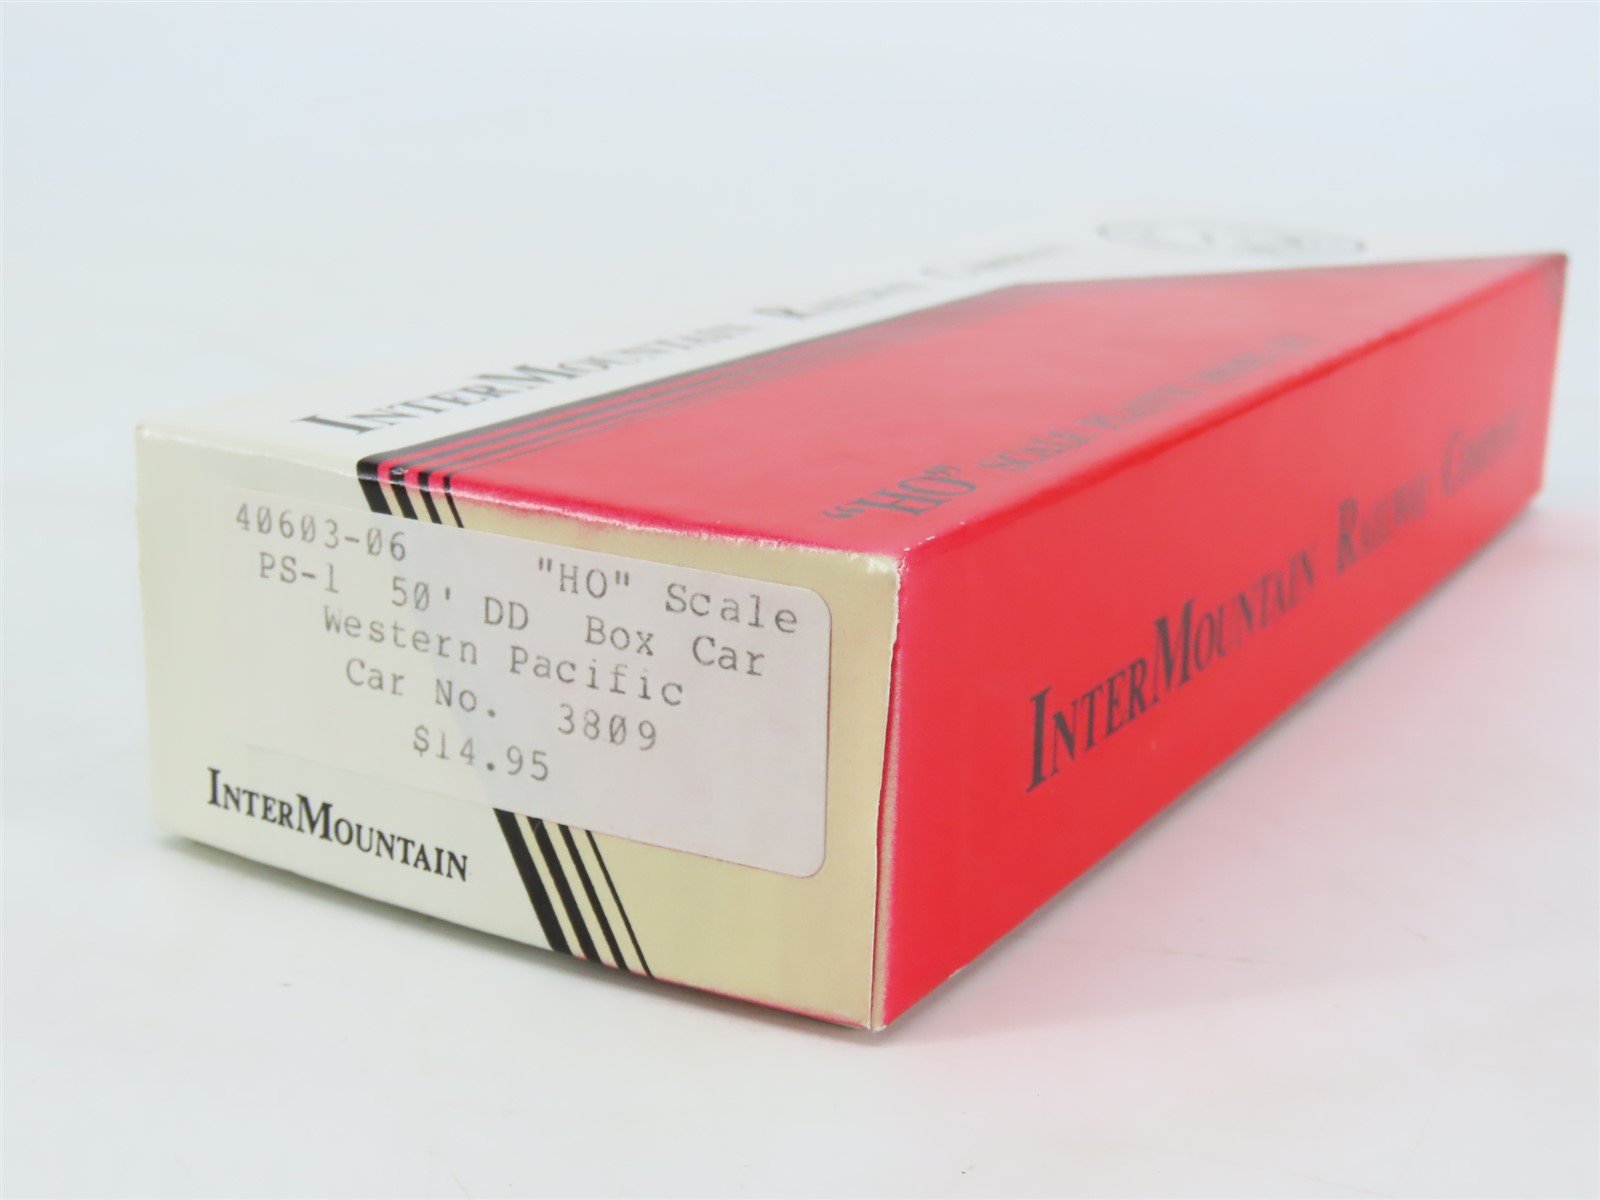 INTERMOUNTAIN RAILWAY COMPANY
"HO" SCALE PLASTIC
INTERMOUNTAIN RAILWAY COMPANY
40603-06 "HO" Scale
PS-1 50' DD Box Car
Western Pacific
Car No. 3809
$14.95
INTERMOUNTAIN